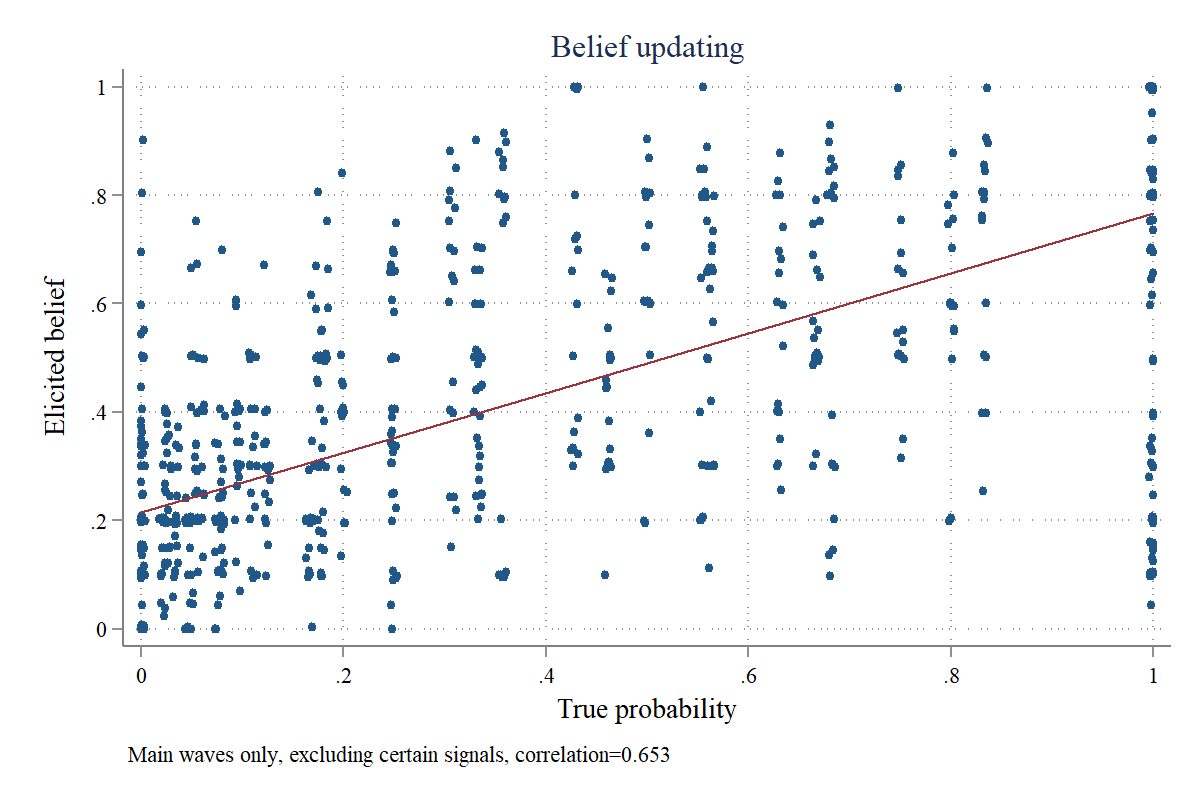 Belief updating
Elicited belief
1
.8
.6
.4
.2
0
0 .2 .4 .6 .8 1
True probability
Main waves only, excluding certain signals, correlation=0.653